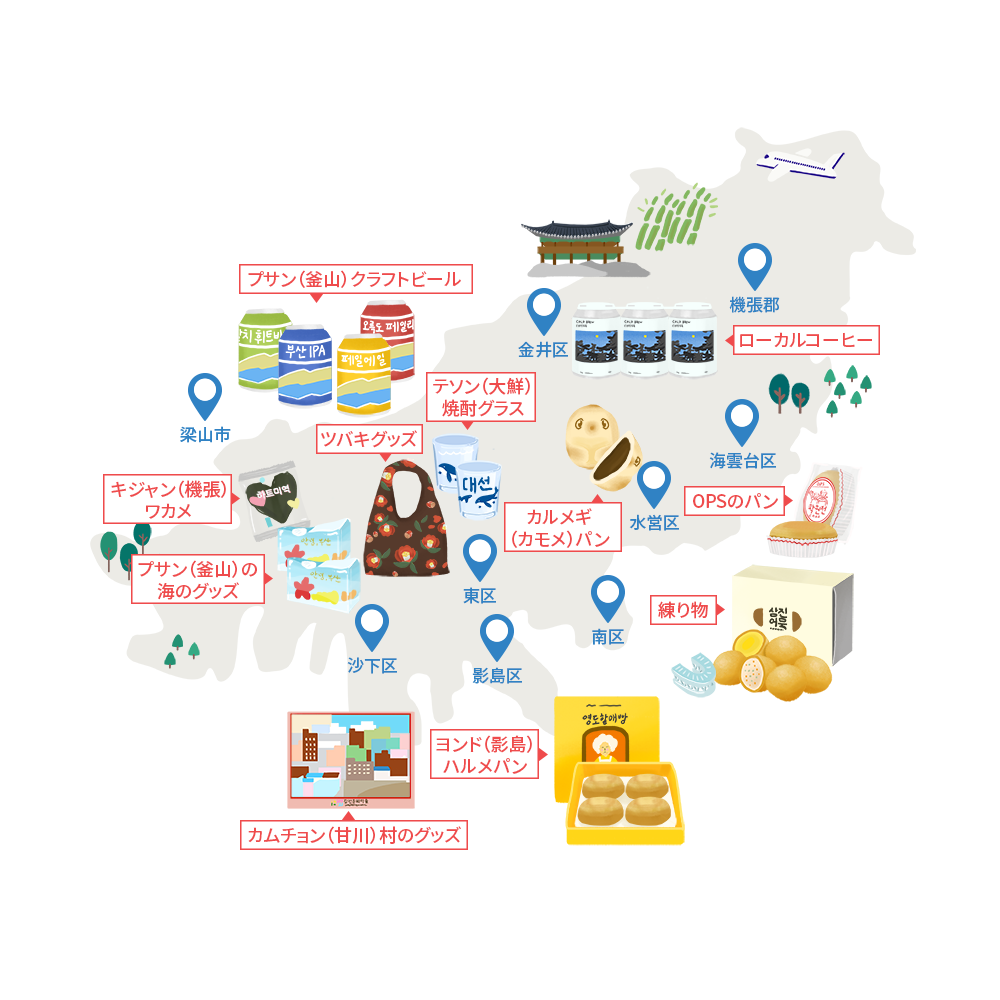 プサン（釜山）クラフトビール
부산 IPA
페일에일
機張郡
金井区
ローカルコーヒー
テソン（大鮮）
焼酎グラス
梁山市
ツバキグッズ
대선
海雲台区
キジャン（機張）
ワカメ
하트미역
OPSのパン
カルメギ
（カモメ）パン
水営区
プサン（釜山）の
海のグッズ
東区
練り物
삼진
어묵
南区
沙下区
影島区
영도할매빵
ヨンド（影島）
ハルメパン
カムチョン（甘川）村のグッズ